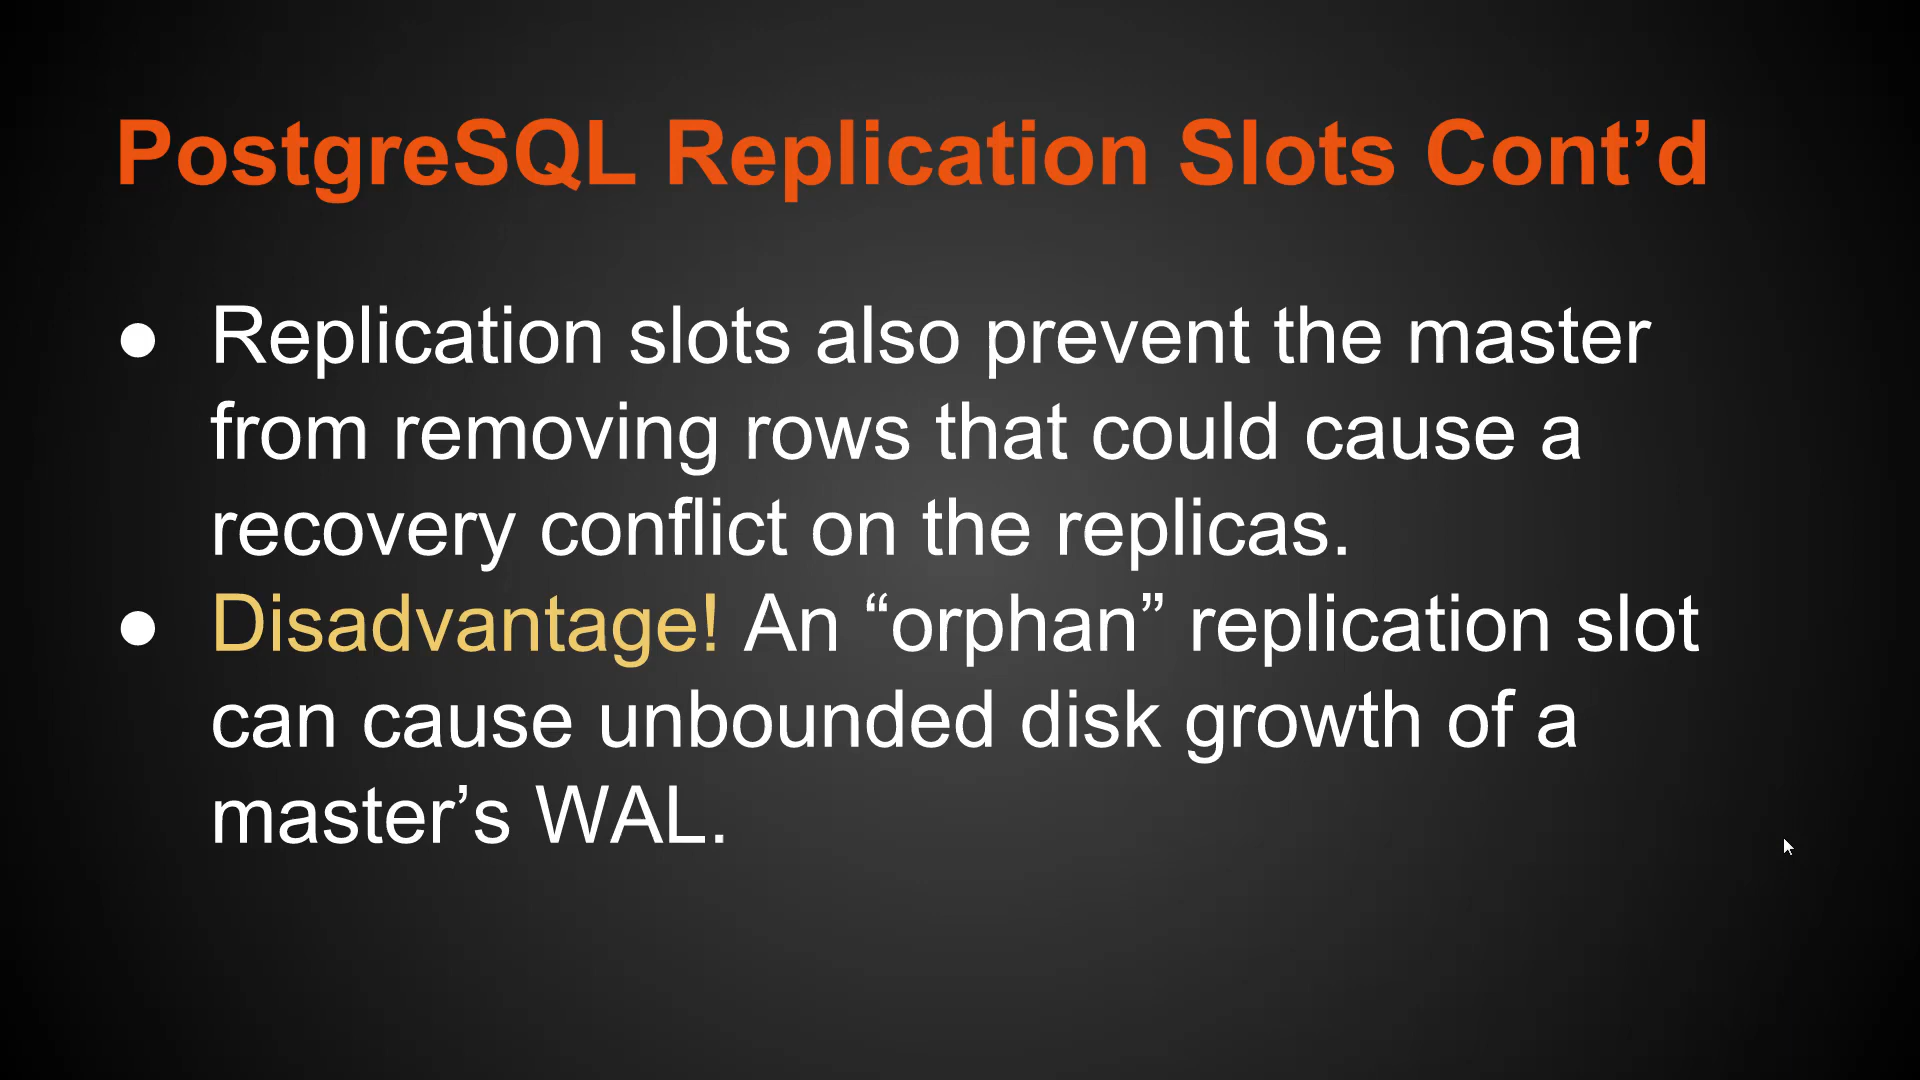 PostgreSQL Replication Slots Cont’d
● Replication slots also prevent the master
from removing rows that could cause a
recovery conflict on the replicas.
● Disadvantage! An “orphan” replication slot
can cause unbounded disk growth of a
master’s WAL.